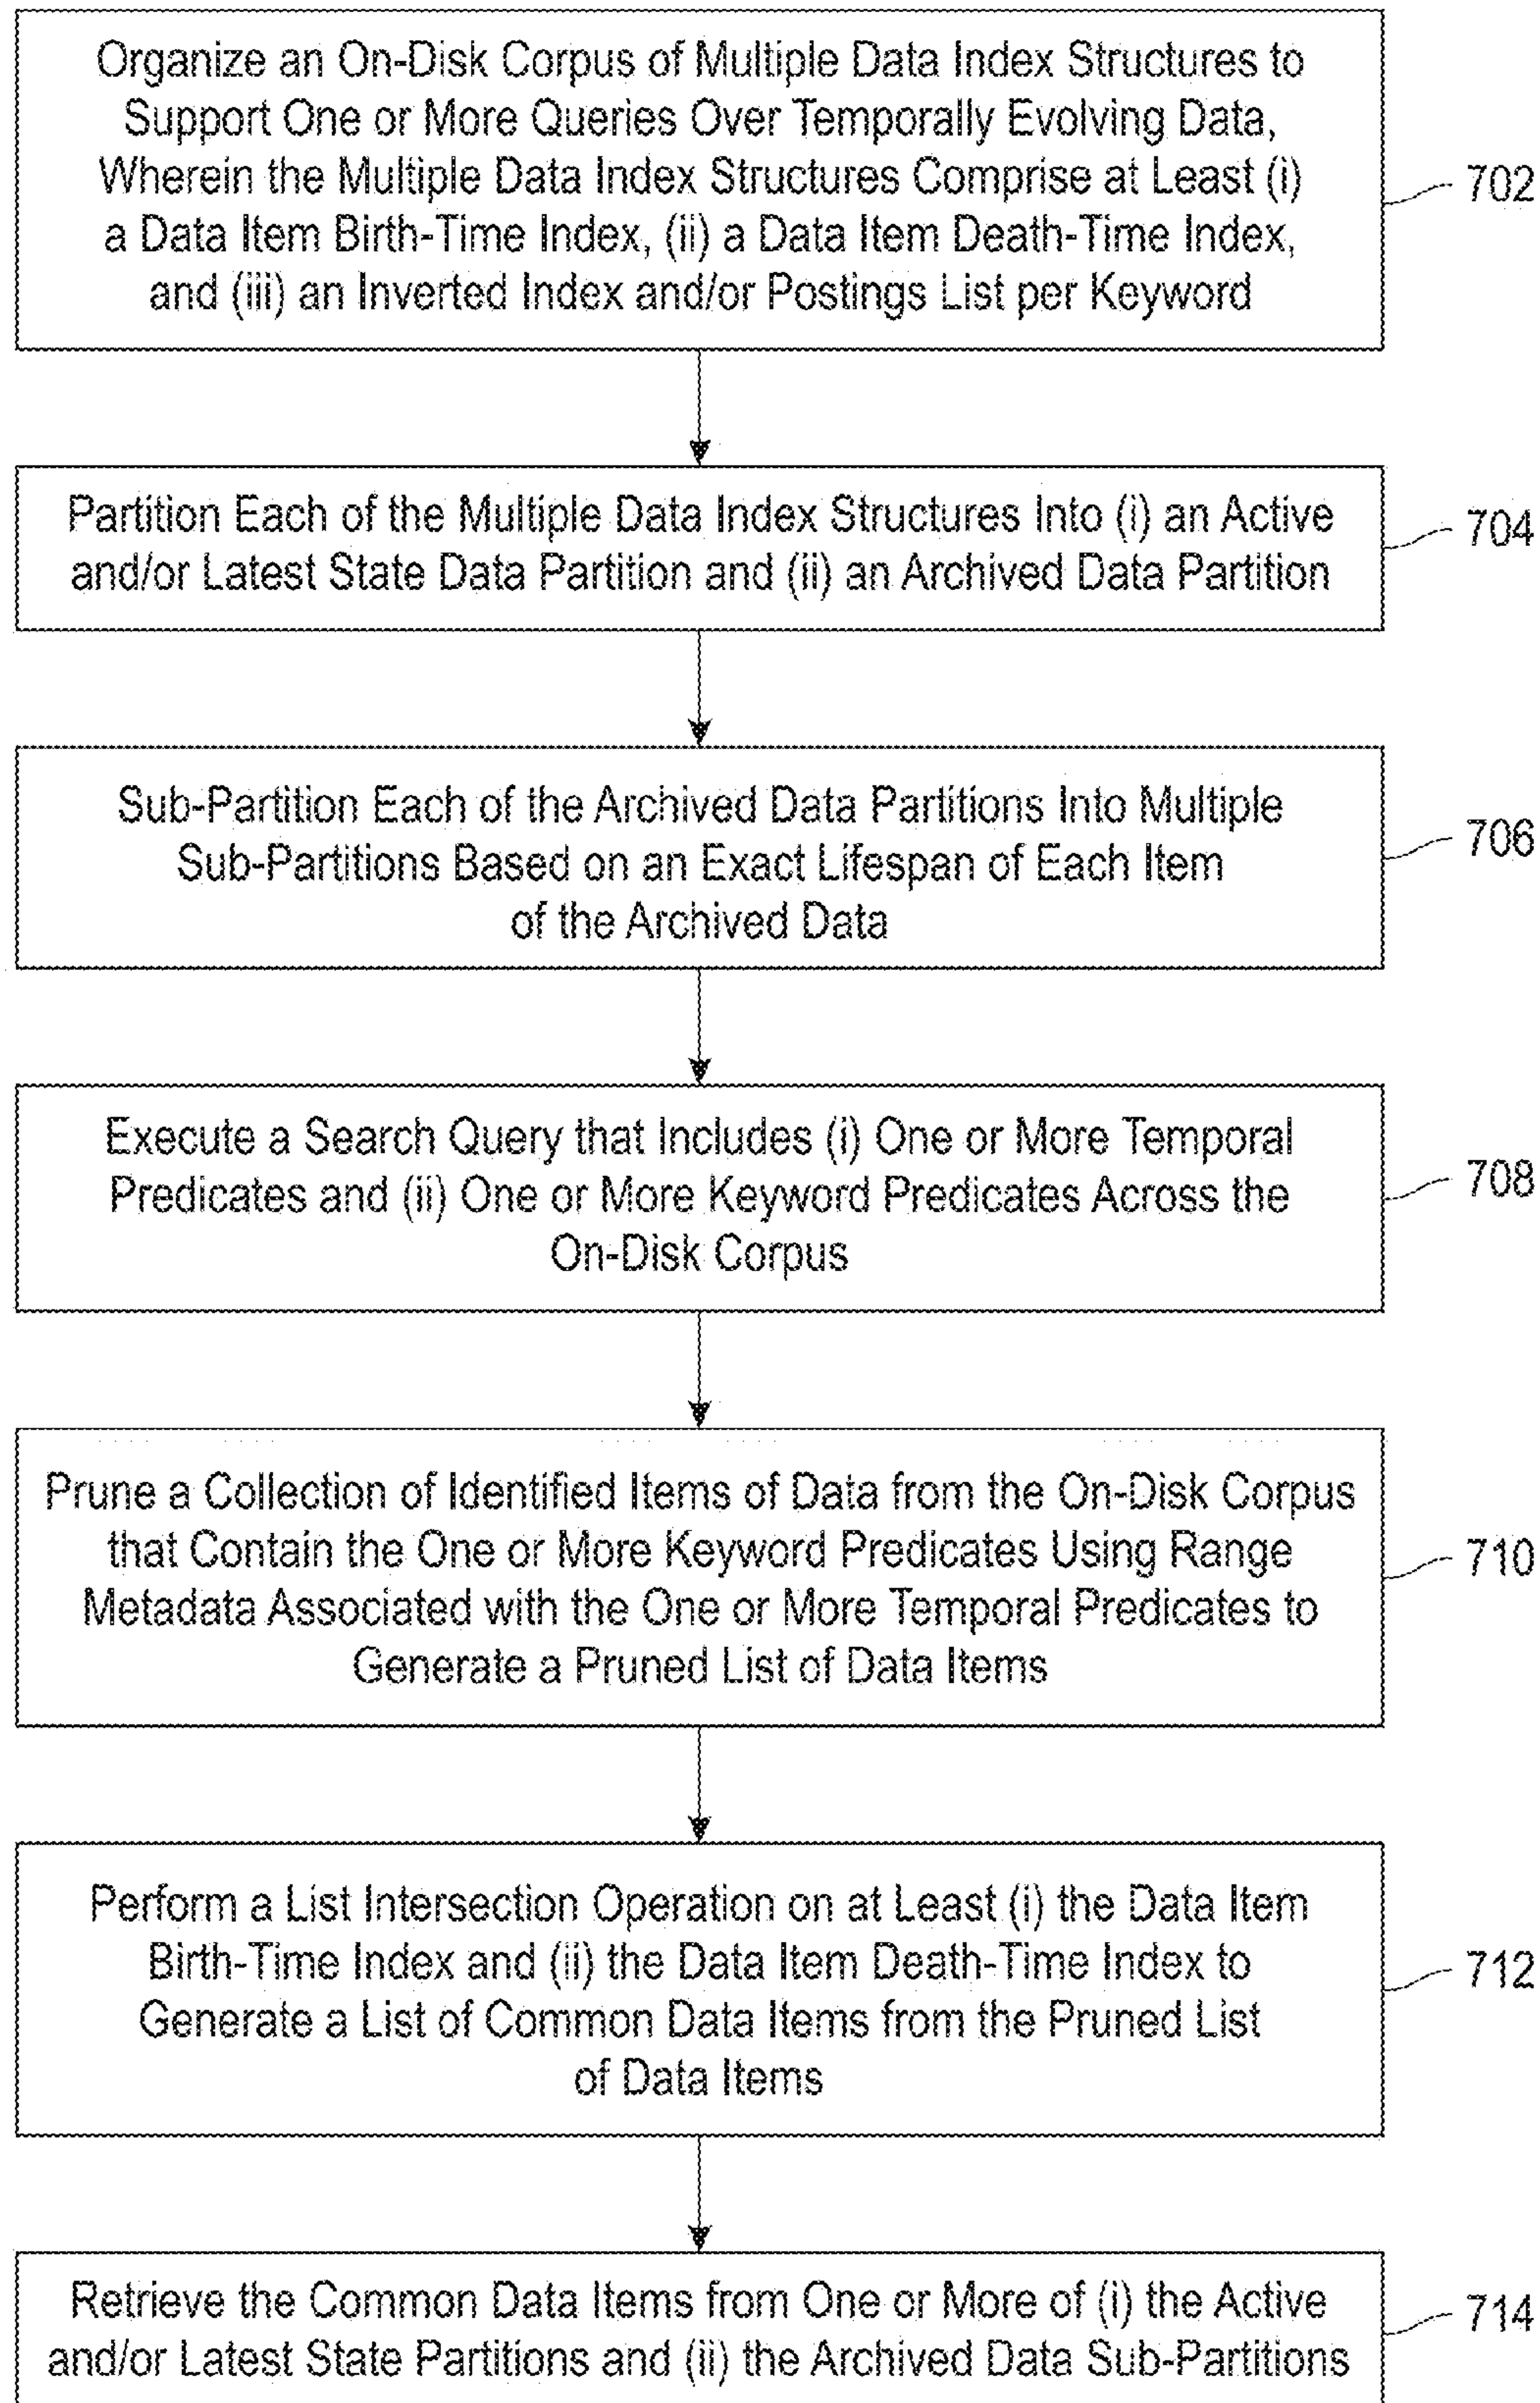 Organize an On-Disk Corpus of Multiple Data Index Structures to
Support One or More Queries Over Temporally Evolving Data,
Wherein the Multiple Data Index Structures Comprise at Least (i)
a Data Item Birth-Time Index, (ii) a Data Item Death-Time Index,
and (iii) an Inverted Index and/or Postings List per Keyword
702
Partition Each of the Multiple Data Index Structures Into (i) an Active
and/or Latest State Data Partition and (ii) an Archived Data Partition
704
Sub-Partition Each of the Archived Data Partitions Into Multiple
Sub-Partitions Based on an Exact Lifespan of Each Item
of the Archived Data
706
Execute a Search Query that Includes (i) One or More Temporal
Predicates and (ii) One or More Keyword Predicates Across the
On-Disk Corpus
708
Prune a Collection of Identified Items of Data from the On-Disk Corpus
that Contain the One or More Keyword Predicates Using Range
Metadata Associated with the One or More Temporal Predicates to
Generate a Pruned List of Data Items
710
Perform a List Intersection Operation on at Least (i) the Data Item
Birth-Time Index and (ii) the Data Item Death-Time Index to
Generate a List of Common Data Items from the Pruned List
of Data Items
712
Retrieve the Common Data Items from One or More of (i) the Active
and/or Latest State Partitions and (ii) the Archived Data Sub-Partitions
714